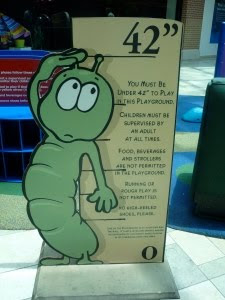 42"
You Must Be
Under 42" to Play
in this Playground.
Children must be
supervised by
an adult
at all times.
Food, beverages
and strollers
are not permitted
in the playground.
Running or
rough play is
not permitted.
No high-heeled
shoes, please.
O